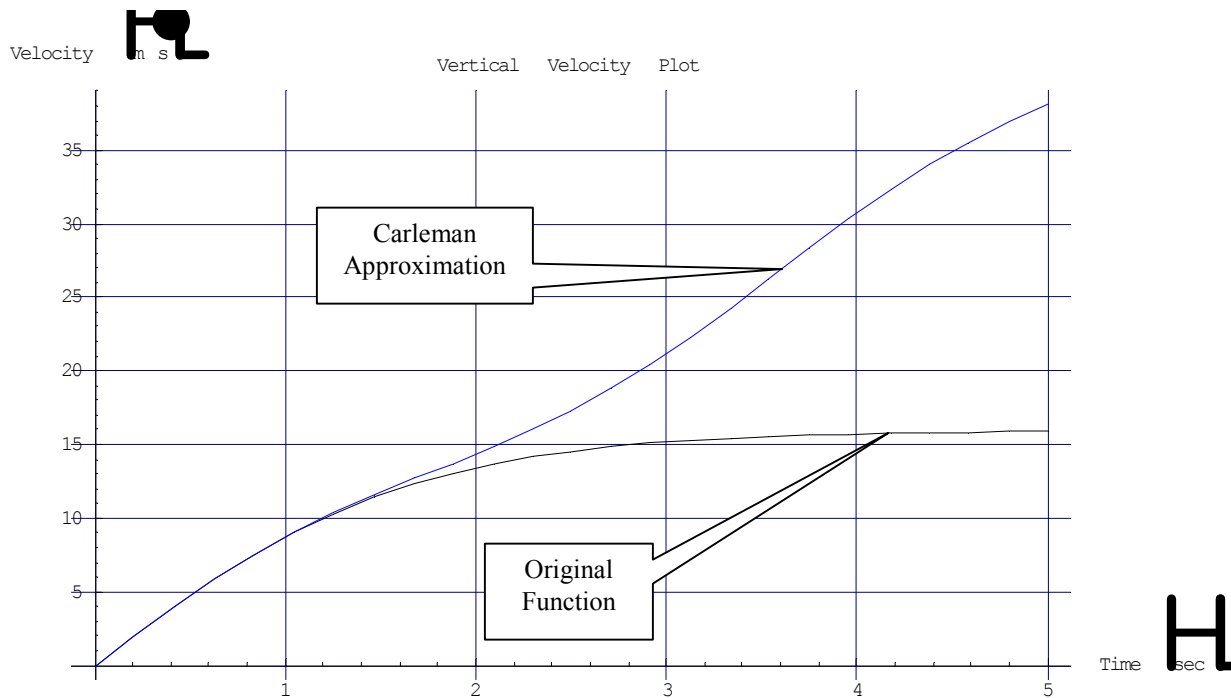 Velocity m s
Vertical Velocity Plot
35
30
Carleman
Approximation
25
20
15
10
Original
Function
5
Time sec
1 2 3 4 5